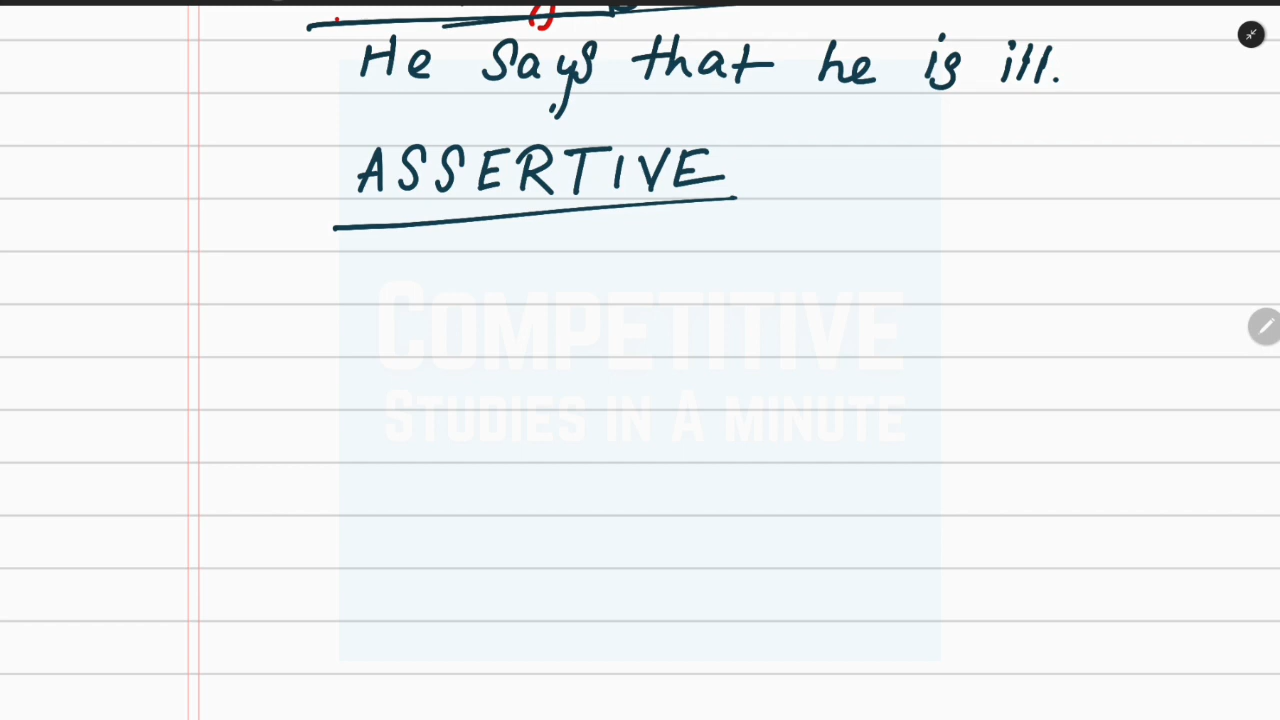 He says that he is ill.
ASSERTIVE
COMPETITIVE
STUDIES IN A MINUTE